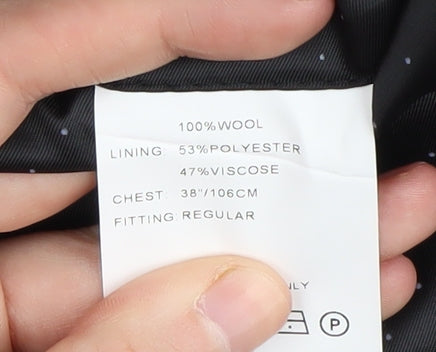 100%WOOL
LINING: 53%POLYESTER
47%VISCOSE
CHEST: 38"/106CM
FITTING: REGULAR
P